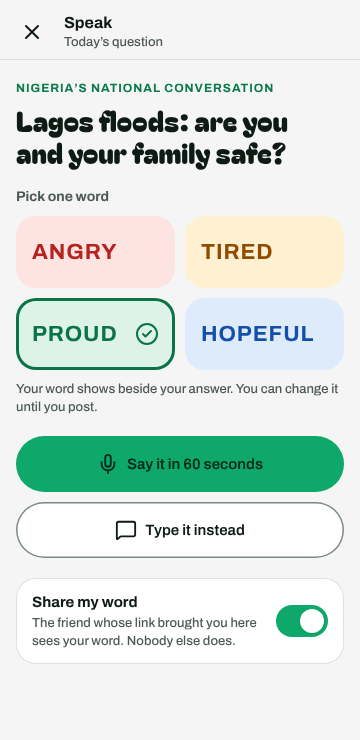 Speak
Today’s question
NIGERIA’S NATIONAL CONVERSATION
Lagos floods: are you
and your family safe?
Pick one word
ANGRY
TIRED
PROUD
HOPEFUL
Your word shows beside your answer. You can change it
until you post.
Say it in 60 seconds
Type it instead
Share my word
The friend whose link brought you here
sees your word. Nobody else does.